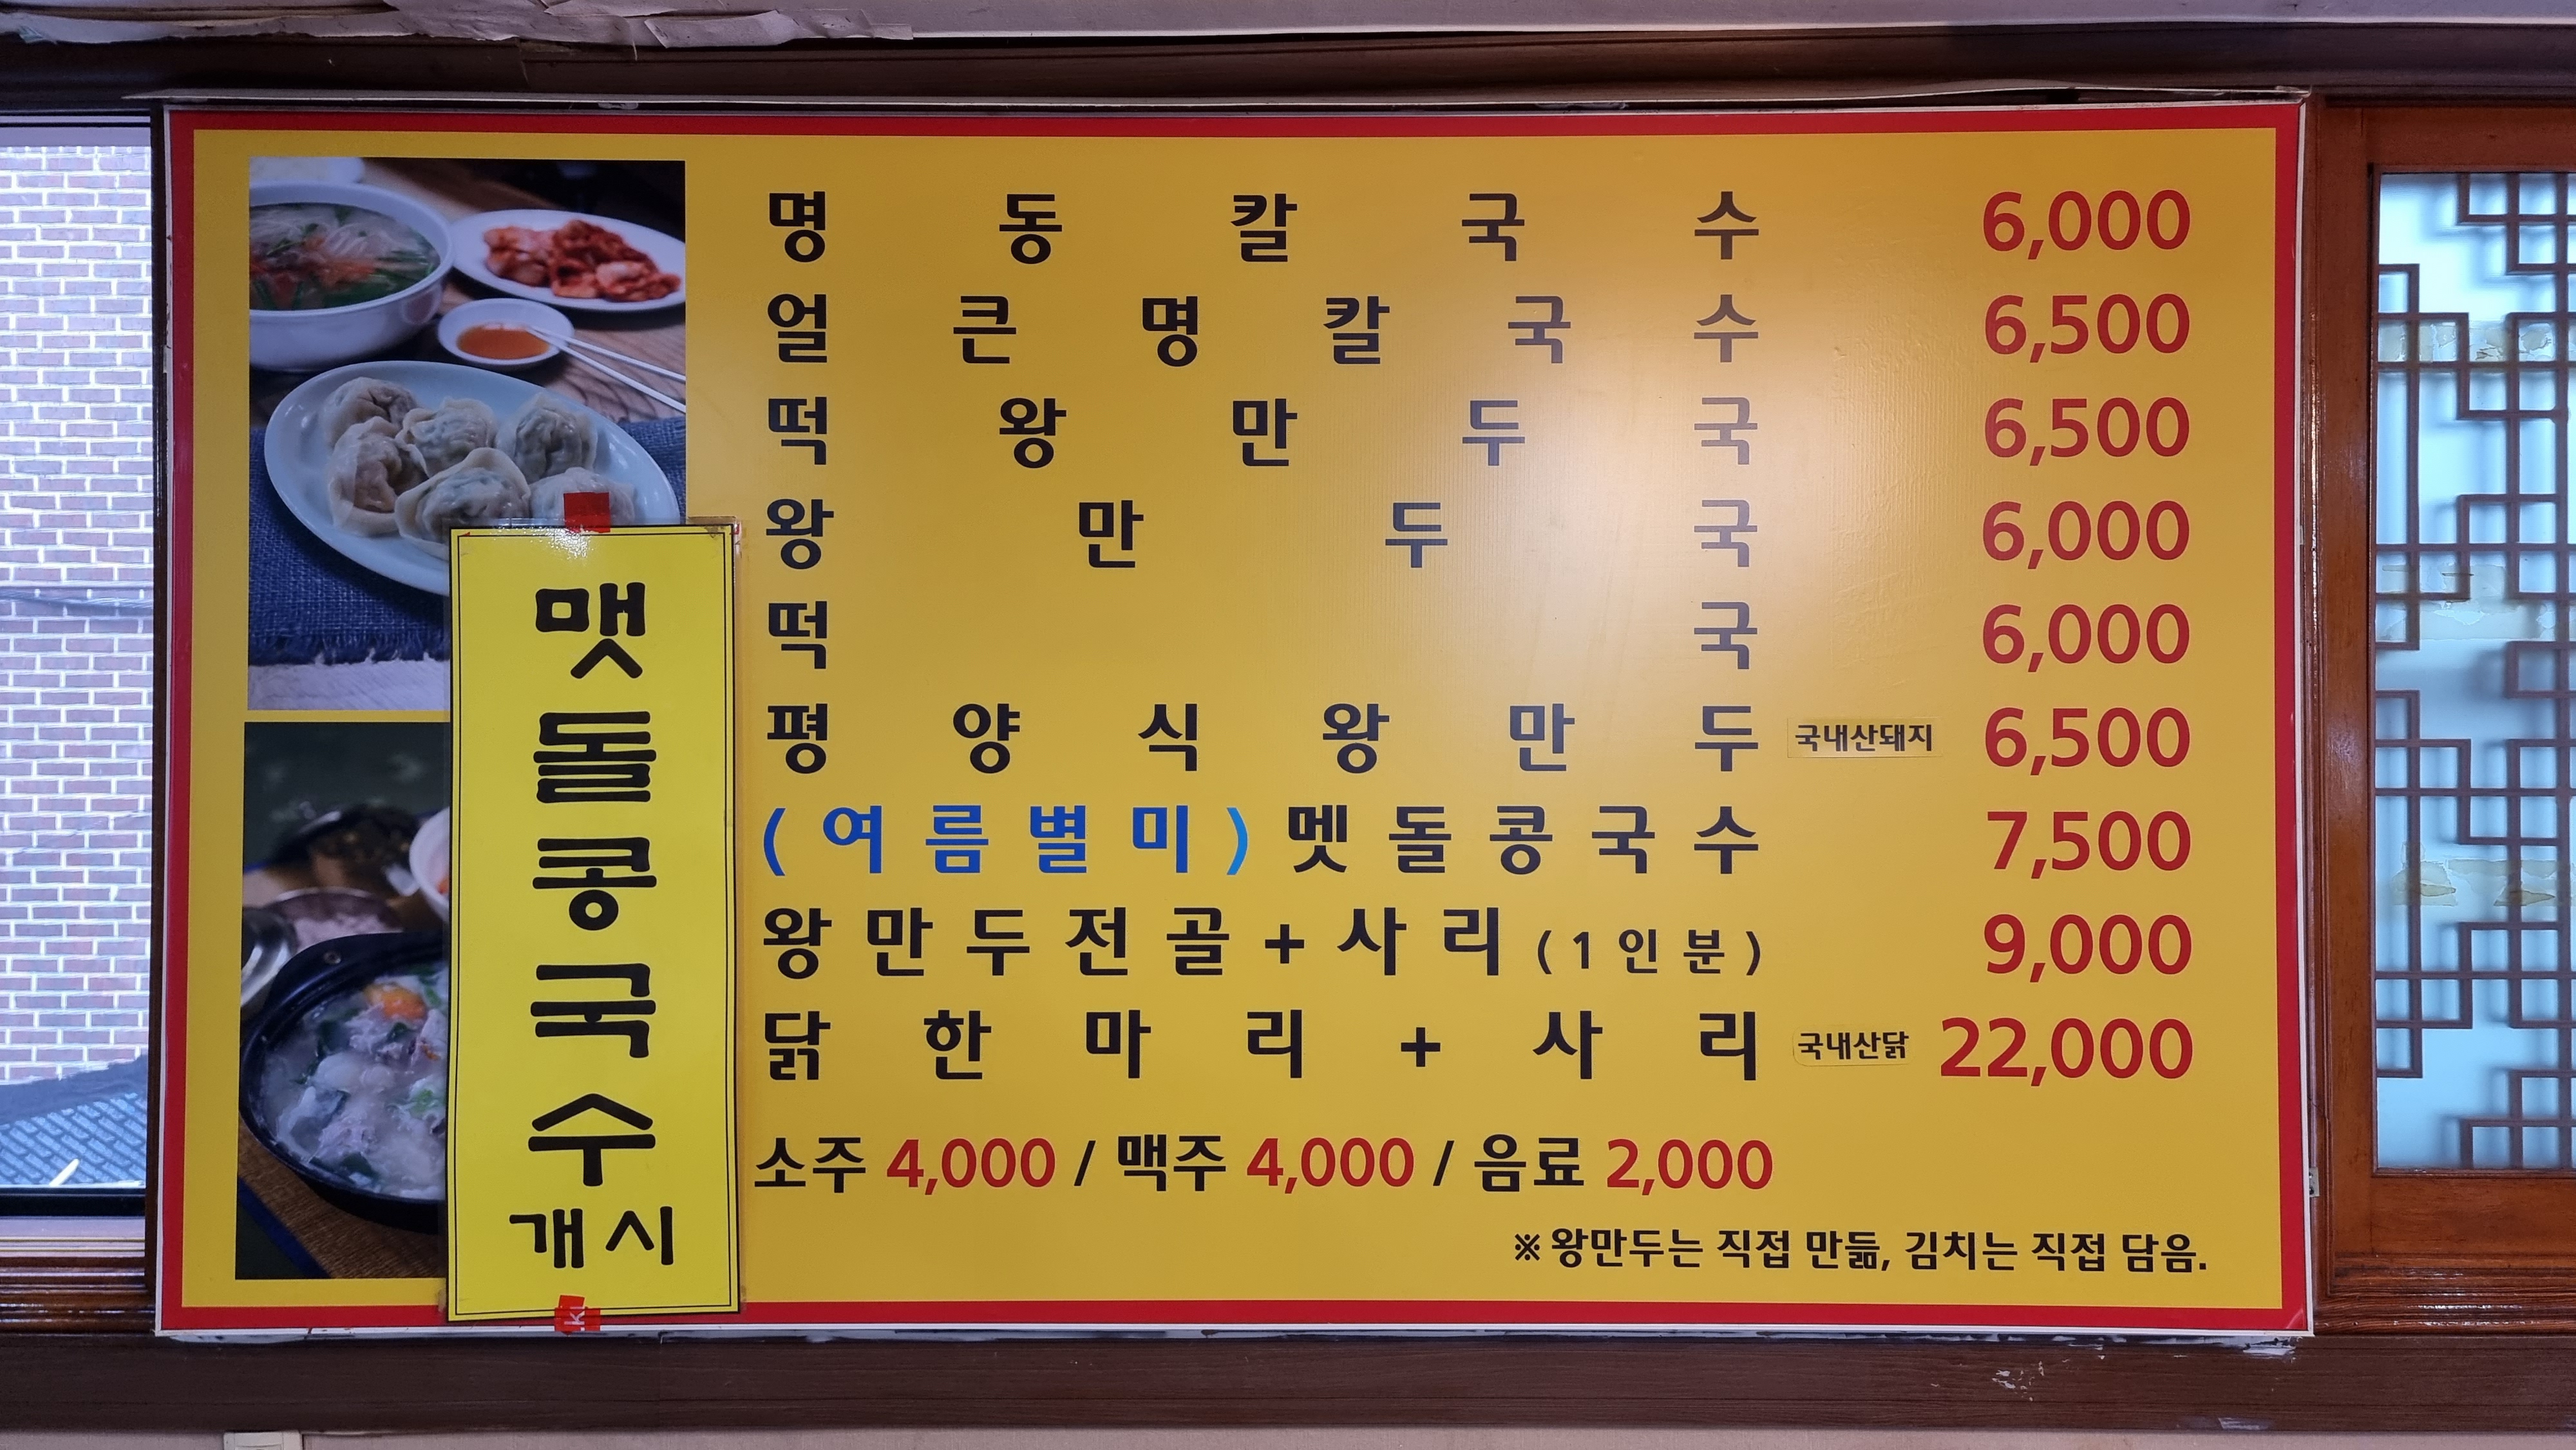 명동칼국수 6,000
얼큰명칼국수 6,500
떡왕만두국 6,500
왕만두국 6,000
떡국 6,000
평양식왕만두 국내산돼지 6,500
(여름별미)멧돌콩국수 7,500
왕만두전골+사리(1인분) 9,000
닭한마리+사리 국내산닭 22,000
소주 4,000 / 맥주 4,000 / 음료 2,000
※ 왕만두는 직접 만듦, 김치는 직접 담음.
맷
돌
콩
국
수
개시